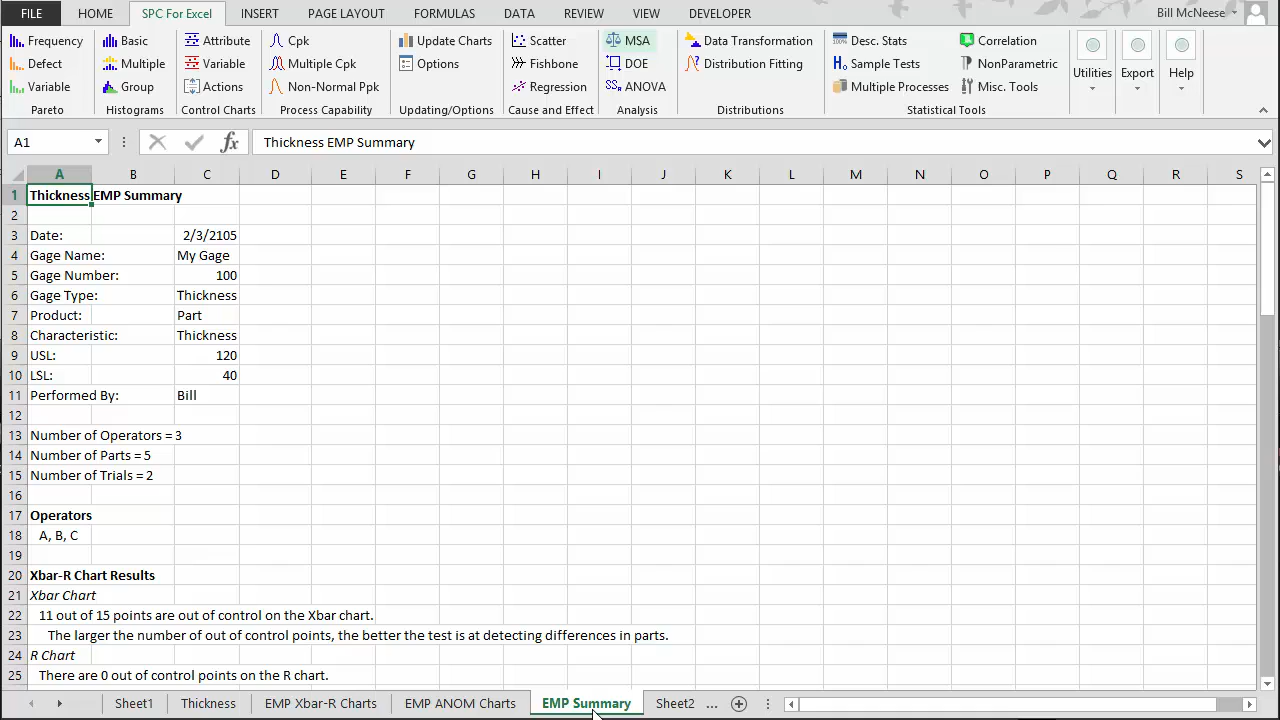 FILE HOME SPC For Excel INSERT PAGE LAYOUT FORMULAS DATA REVIEW VIEW DEVELOPER Bill McNeese
Frequency Basic Attribute Cpk Update Charts Scatter MSA Data Transformation Desc. Stats Correlation
Defect Multiple Variable Multiple Cpk Options Fishbone DOE Distribution Fitting Sample Tests NonParametric Utilities Export Help
Variable Group Actions Non-Normal Ppk Regression ANOVA Multiple Processes Misc. Tools
Pareto Histograms Control Charts Process Capability Updating/Options Cause and Effect Analysis Distributions Statistical Tools
A1 fx Thickness EMP Summary
A B C D E F G H I J K L M N O P Q R S
1 Thickness EMP Summary
2
3 Date: 2/3/2105
4 Gage Name: My Gage
5 Gage Number: 100
6 Gage Type: Thickness
7 Product: Part
8 Characteristic: Thickness
9 USL: 120
10 LSL: 40
11 Performed By: Bill
12
13 Number of Operators = 3
14 Number of Parts = 5
15 Number of Trials = 2
16
17 Operators
18 A, B, C
19
20 Xbar-R Chart Results
21 Xbar Chart
22 11 out of 15 points are out of control on the Xbar chart.
23 The larger the number of out of control points, the better the test is at detecting differences in parts.
24 R Chart
25 There are 0 out of control points on the R chart.
Sheet1 Thickness EMP Xbar-R Charts EMP ANOM Charts EMP Summary Sheet2 ...